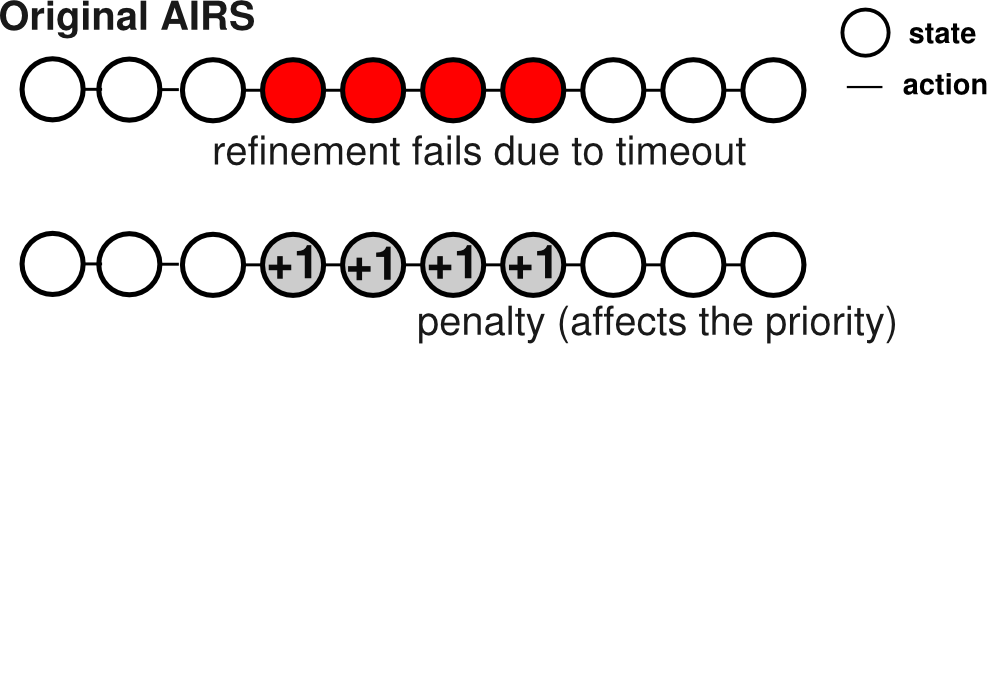 Original AIRS
state
action
refinement fails due to timeout
+1 +1 +1 +1
penalty (affects the priority)